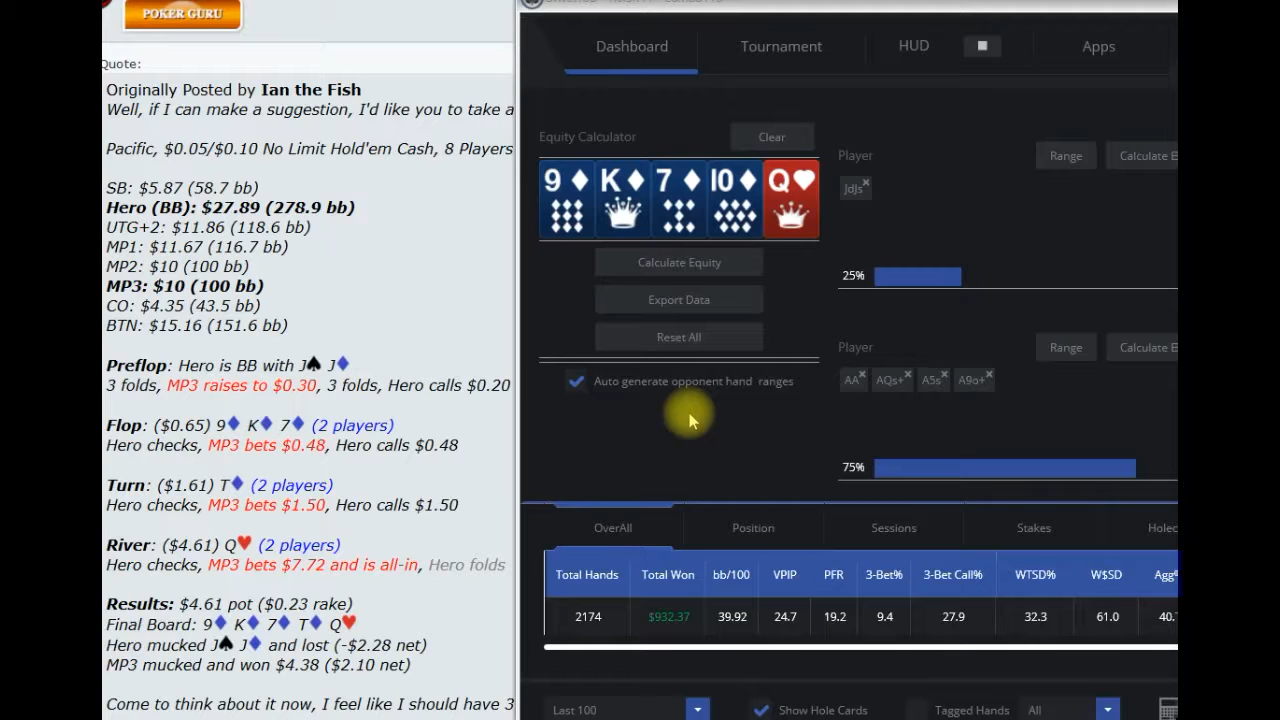 POKER GURU
Quote:
Originally Posted by Ian the Fish
Well, if I can make a suggestion, I'd like you to take a
Pacific, $0.05/$0.10 No Limit Hold'em Cash, 8 Players
SB: $5.87 (58.7 bb)
Hero (BB): $27.89 (278.9 bb)
UTG+2: $11.86 (118.6 bb)
MP1: $11.67 (116.7 bb)
MP2: $10 (100 bb)
MP3: $10 (100 bb)
CO: $4.35 (43.5 bb)
BTN: $15.16 (151.6 bb)
Preflop: Hero is BB with J♠ J♦
3 folds, MP3 raises to $0.30, 3 folds, Hero calls $0.20
Flop: ($0.65) 9♦ K♦ 7♦ (2 players)
Hero checks, MP3 bets $0.48, Hero calls $0.48
Turn: ($1.61) T♦ (2 players)
Hero checks, MP3 bets $1.50, Hero calls $1.50
River: ($4.61) Q♥ (2 players)
Hero checks, MP3 bets $7.72 and is all-in, Hero folds
Results: $4.61 pot ($0.23 rake)
Final Board: 9♦ K♦ 7♦ T♦ Q♥
Hero mucked J♠ J♦ and lost (-$2.28 net)
MP3 mucked and won $4.38 ($2.10 net)
Come to think about it now, I feel like I should have 3
Dashboard Tournament HUD Apps
Equity Calculator Clear
9♦ K♦ 7♦ 10♦ Q♥
Calculate Equity
Export Data
Reset All
Auto generate opponent hand ranges
Player Range Calculate E
JdJs×
25%
Player Range Calculate E
AA× AQs+× A5s× A9o+×
75%
OverAll Position Sessions Stakes Holec
Total Hands Total Won bb/100 VPIP PFR 3-Bet% 3-Bet Call% WTSD% W$SD Agg%
2174 $932.37 39.92 24.7 19.2 9.4 27.9 32.3 61.0 40.
Last 100 Show Hole Cards Tagged Hands All